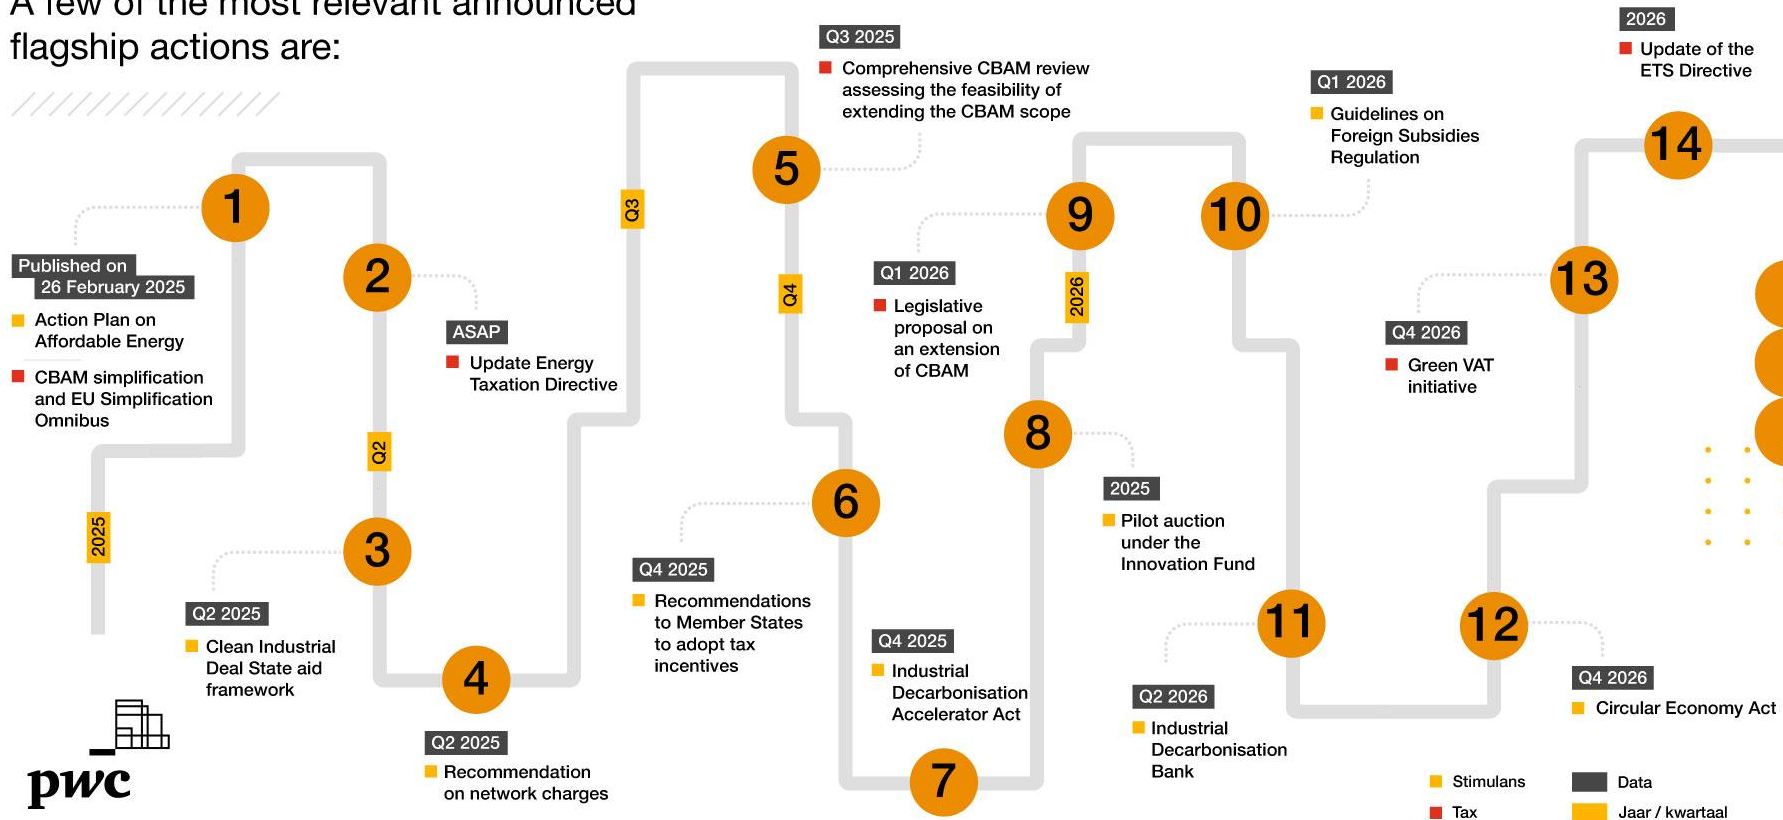 A few of the most relevant announced
flagship actions are:
1
Published on
26 February 2025
Action Plan on
Affordable Energy
CBAM simplification
and EU Simplification
Omnibus
2025
2
ASAP
Update Energy
Taxation Directive
Q2
3
Q2 2025
Clean Industrial
Deal State aid
framework
4
Q2 2025
Recommendation
on network charges
Q3
5
Q3 2025
Comprehensive CBAM review
assessing the feasibility of
extending the CBAM scope
Q4
6
Q4 2025
Recommendations
to Member States
to adopt tax
incentives
7
Q4 2025
Industrial
Decarbonisation
Accelerator Act
8
2025
Pilot auction
under the
Innovation Fund
2026
9
Q1 2026
Legislative
proposal on
an extension
of CBAM
10
Q1 2026
Guidelines on
Foreign Subsidies
Regulation
11
Q2 2026
Industrial
Decarbonisation
Bank
12
Q4 2026
Circular Economy Act
13
Q4 2026
Green VAT
initiative
14
2026
Update of the
ETS Directive
pwc
Stimulans
Tax
Data
Jaar / kwartaal